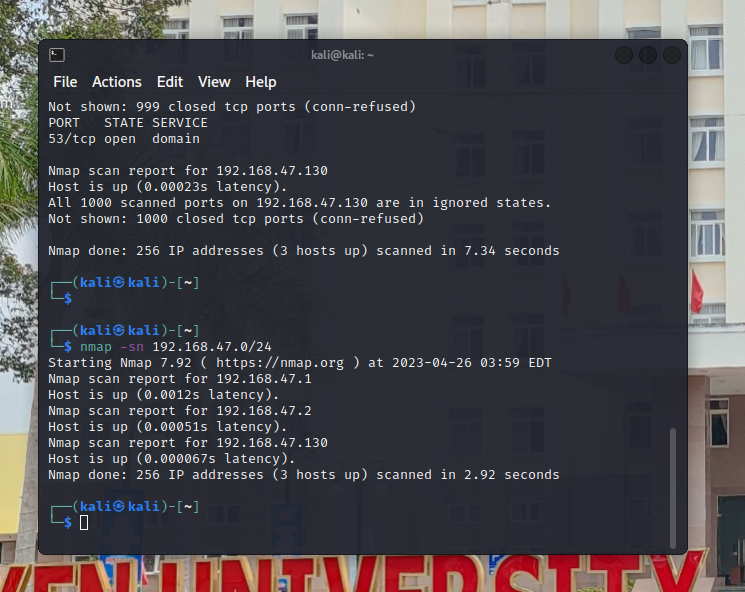 kali@kali: ~
File Actions Edit View Help
Not shown: 999 closed tcp ports (conn-refused)
PORT   STATE SERVICE
53/tcp open  domain
Nmap scan report for 192.168.47.130
Host is up (0.00023s latency).
All 1000 scanned ports on 192.168.47.130 are in ignored states.
Not shown: 1000 closed tcp ports (conn-refused)
Nmap done: 256 IP addresses (3 hosts up) scanned in 7.34 seconds
┌──(kali㉿kali)-[~]
└─$
┌──(kali㉿kali)-[~]
└─$ nmap -sn 192.168.47.0/24
Starting Nmap 7.92 ( https://nmap.org ) at 2023-04-26 03:59 EDT
Nmap scan report for 192.168.47.1
Host is up (0.0012s latency).
Nmap scan report for 192.168.47.2
Host is up (0.00051s latency).
Nmap scan report for 192.168.47.130
Host is up (0.000067s latency).
Nmap done: 256 IP addresses (3 hosts up) scanned in 2.92 seconds
┌──(kali㉿kali)-[~]
└─$
UNIVERSITY